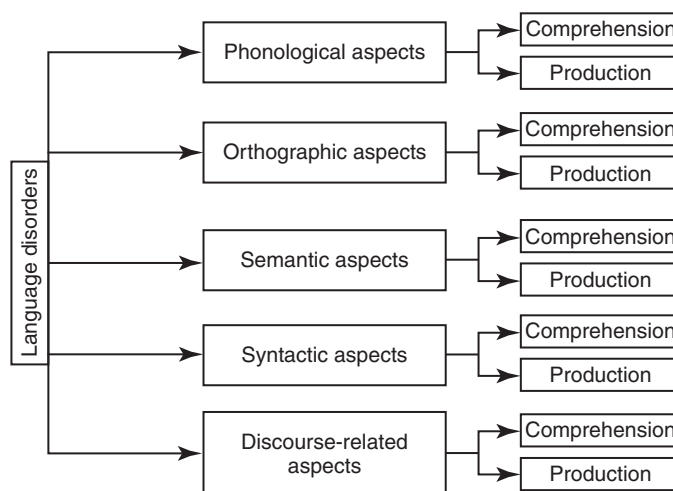 Language disorders
Phonological aspects
Comprehension
Production
Orthographic aspects
Comprehension
Production
Semantic aspects
Comprehension
Production
Syntactic aspects
Comprehension
Production
Discourse-related
aspects
Comprehension
Production